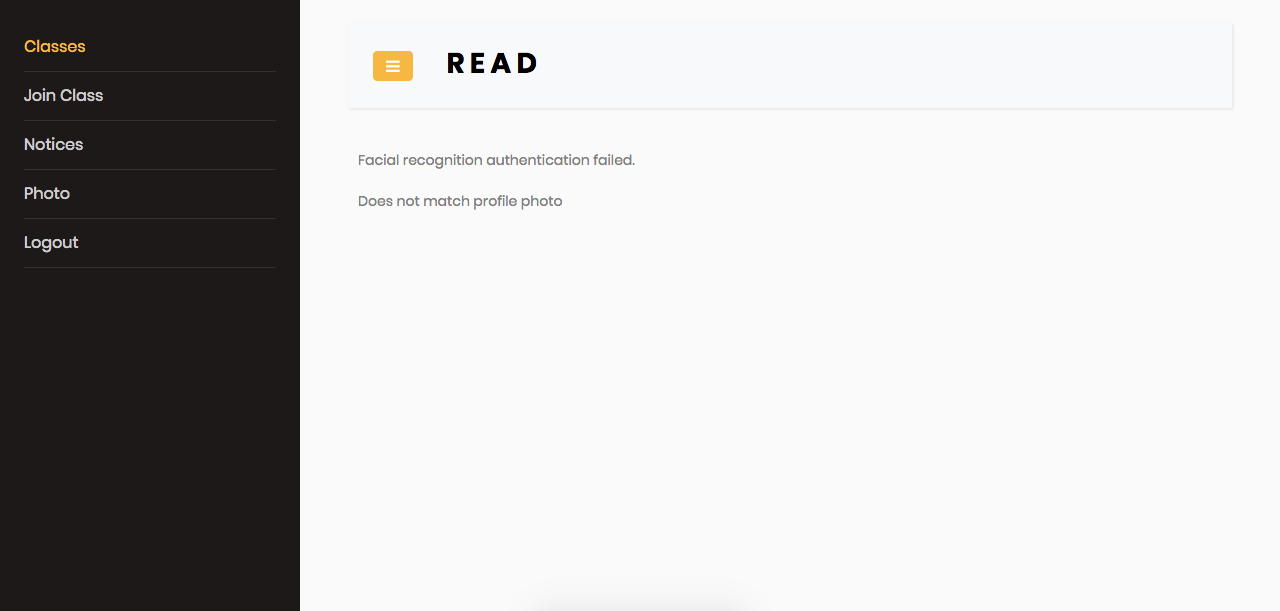 Classes
Join Class
Notices
Photo
Logout
READ
Facial recognition authentication failed.
Does not match profile photo